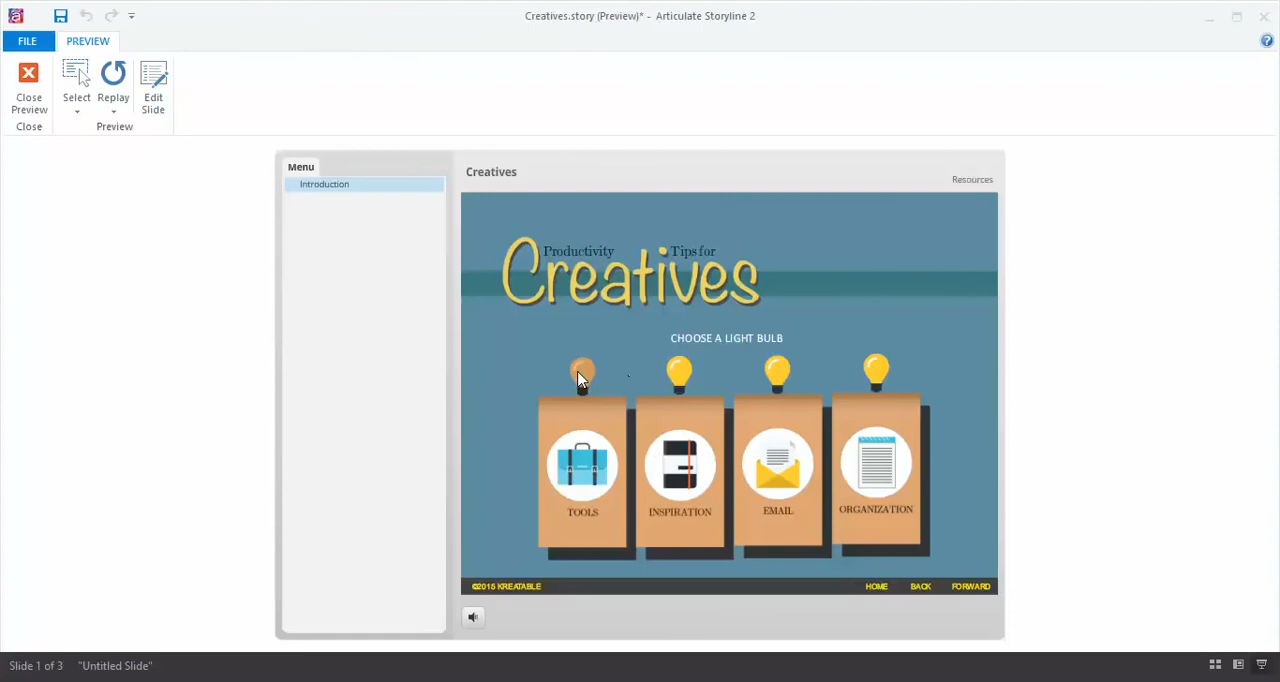 Creatives.story (Preview)* - Articulate Storyline 2
FILE
PREVIEW
Close Preview
Select
Replay
Edit Slide
Close
Preview
Menu
Introduction
Creatives
Resources
Productivity Tips for
Creatives
CHOOSE A LIGHT BULB
TOOLS
INSPIRATION
EMAIL
ORGANIZATION
©2015 KREATABLE
HOME
BACK
FORWARD
Slide 1 of 3
"Untitled Slide"